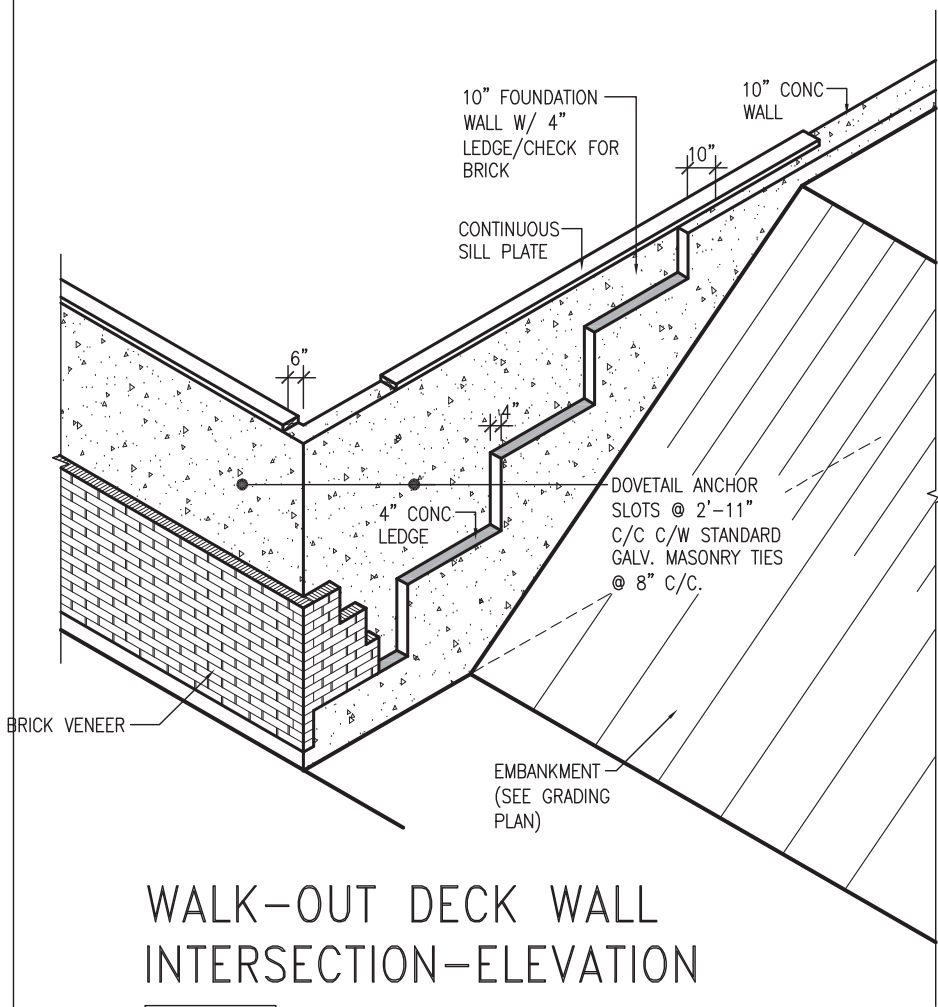 10" FOUNDATION
WALL W/ 4"
LEDGE/CHECK FOR
BRICK
10" CONC
WALL
10"
CONTINUOUS
SILL PLATE
6"
4"
DOVETAIL ANCHOR
SLOTS @ 2'-11"
C/C C/W STANDARD
GALV. MASONRY TIES
@ 8" C/C.
4" CONC
LEDGE
BRICK VENEER
EMBANKMENT
(SEE GRADING
PLAN)
WALK-OUT DECK WALL
INTERSECTION-ELEVATION